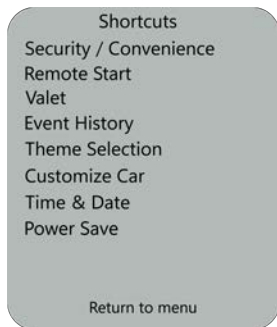 Shortcuts
Security / Convenience
Remote Start
Valet
Event History
Theme Selection
Customize Car
Time & Date
Power Save
Return to menu